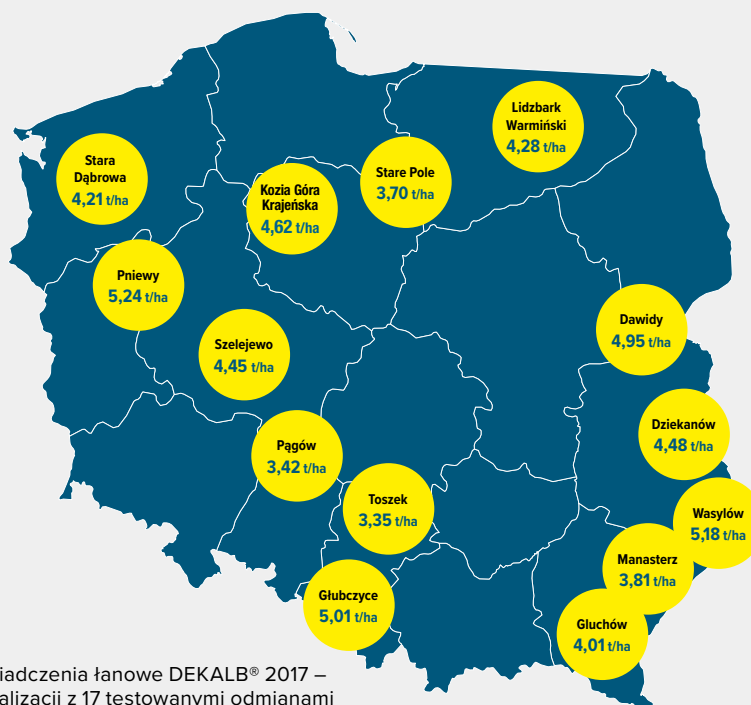 Lidzbark
Warmiński
4,28 t/ha
Stara
Dąbrowa
4,21 t/ha
Stare Pole
3,70 t/ha
Kozia Góra
Krajeńska
4,62 t/ha
Pniewy
5,24 t/ha
Dawidy
4,95 t/ha
Szelejewo
4,45 t/ha
Dziekanów
4,48 t/ha
Pągów
3,42 t/ha
Toszek
3,35 t/ha
Wasylów
5,18 t/ha
Manasterz
3,81 t/ha
Głubczyce
5,01 t/ha
Gluchów
4,01 t/ha
iadczenia łanowe DEKALB® 2017 –
alizacji z 17 testowanymi odmianami